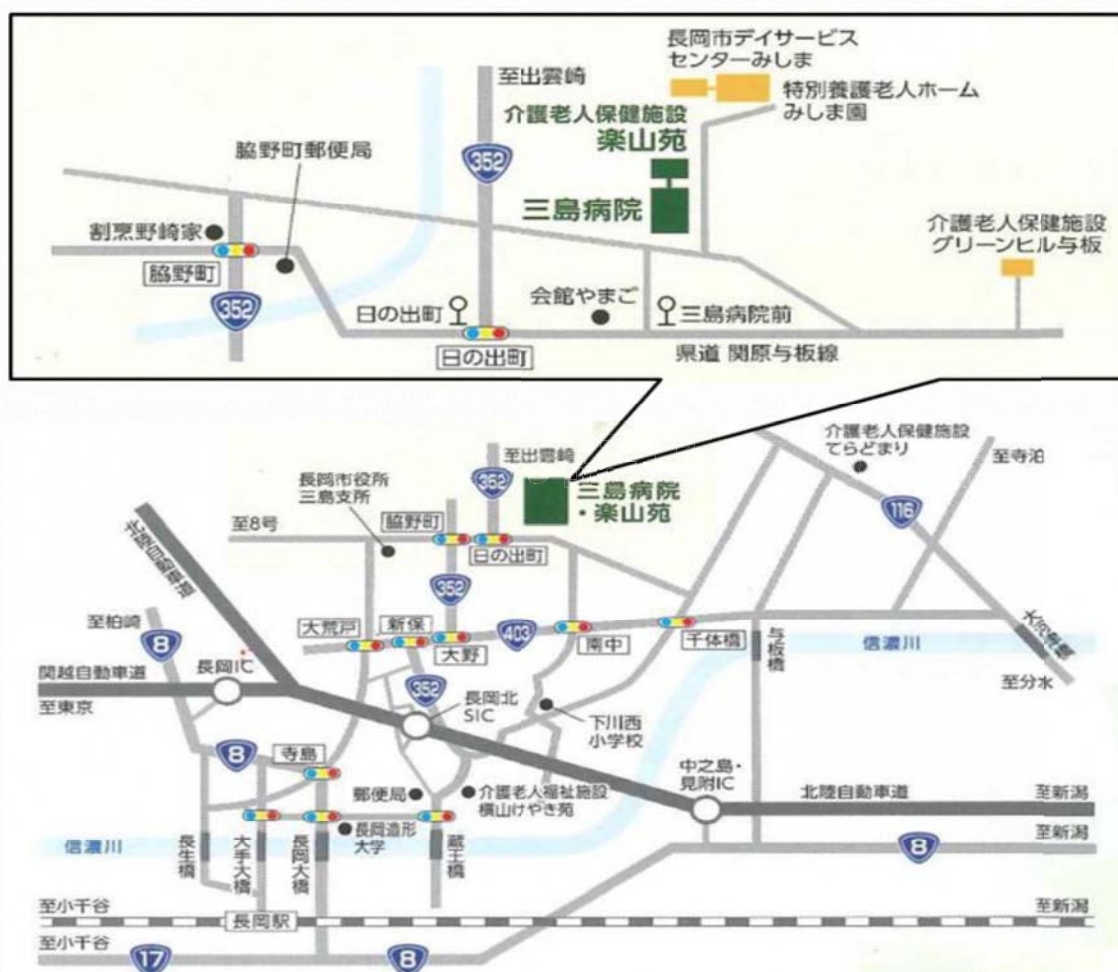 長岡市デイサービス
センターみしま
特別養護老人ホーム
みしま園
至出雲崎
介護老人保健施設
楽山苑
352
脇野町郵便局
三島病院
割烹野崎家
介護老人保健施設
グリーンヒル与板
脇野町
352
日の出町
会館やまご
三島病院前
日の出町
県道 関原与板線
至出雲崎
介護老人保健施設
てらどまり
至寺泊
長岡市役所
三島支所
352
三島病院
・楽山苑
116
至8号
脇野町
日の出町
北陸自動車道
352
大荒戸
新保
大野
403
南中
千体橋
与板橋
信濃川
大河津橋
至柏崎
8
長岡IC
関越自動車道
至東京
352
長岡北
SIC
下川西
小学校
至分水
8
寺島
中之島・
見附IC
郵便局
介護老人福祉施設
横山けやき苑
北陸自動車道
至新潟
信濃川
長生橋
大手大橋
長岡大橋
長岡造形
大学
蔵王橋
8
至新潟
至小千谷
長岡駅
至新潟
至小千谷
17
8